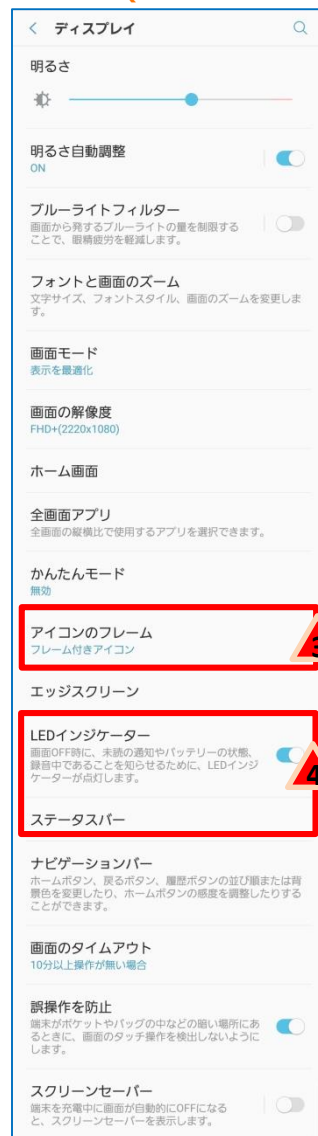 ディスプレイ
明るさ
明るさ自動調整
ON
ブルーライトフィルター
画面から発するブルーライトの量を制限する
ことで、眼精疲労を軽減します。
フォントと画面のズーム
文字サイズ、フォントスタイル、画面のズームを変更しま
す。
画面モード
表示を最適化
画面の解像度
FHD+(2220x1080)
ホーム画面
全画面アプリ
全画面の縦横比で使用するアプリを選択できます。
かんたんモード
無効
アイコンのフレーム
フレーム付きアイコン
3
エッジスクリーン
LEDインジケーター
画面OFF時に、未読の通知やバッテリーの状態、
録音中であることを知らせるために、LEDインジ
ケーターが点灯します。
4
ステータスバー
ナビゲーションバー
ホームボタン、戻るボタン、履歴ボタンの並び順または背
景色を変更したり、ホームボタンの感度を調整したりする
ことができます。
画面のタイムアウト
10分以上操作が無い場合
誤操作を防止
端末がポケットやバッグの中などの暗い場所にあ
るときに、画面のタッチ操作を検出しないように
します。
スクリーンセーバー
端末を充電中に画面が自動的にOFFになる
と、スクリーンセーバーを表示します。